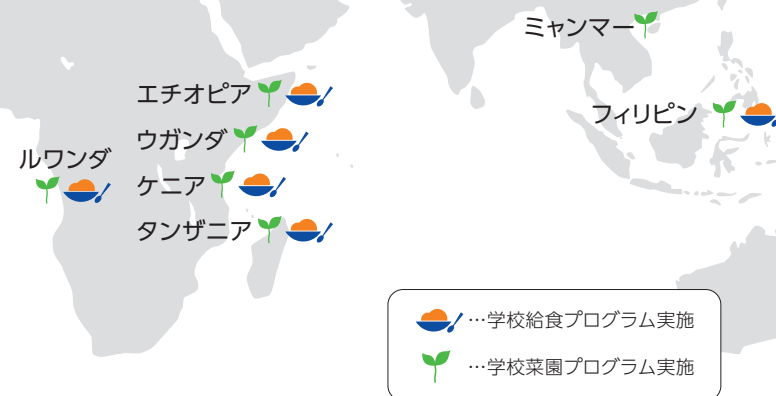 ミャンマー
エチオピア
フィリピン
ウガンダ
ルワンダ
ケニア
タンザニア
…学校給食プログラム実施
…学校菜園プログラム実施